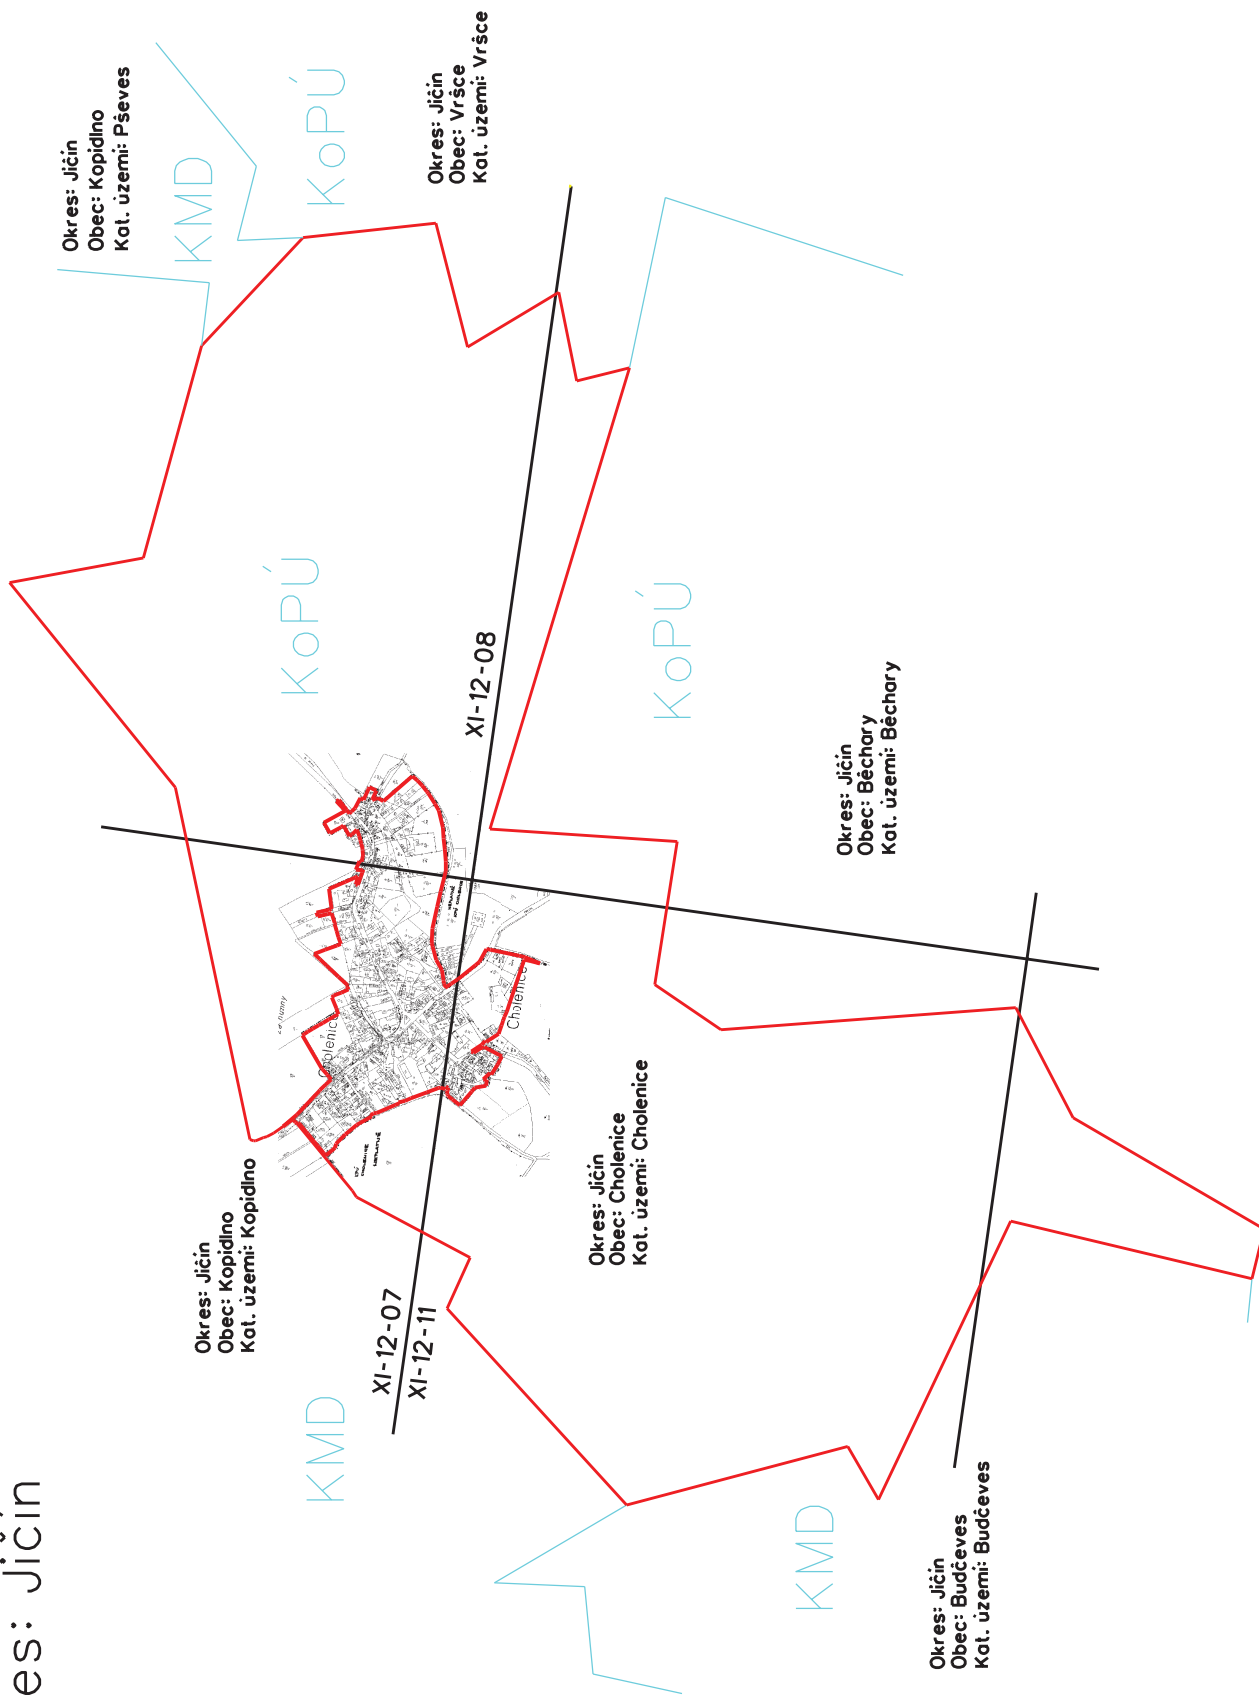 es: Jičín
Okres: Jičín
Obec: Kopidlno
Kat. území: Pševes
KMD
KoPÚ
Okres: Jičín
Obec: Vršce
Kat. území: Vršce
KoPÚ
XI-12-08
KoPÚ
Okres: Jičín
Obec: Běchary
Kat. území: Běchary
Cholenice
Cholenice
Okres: Jičín
Obec: Kopidlno
Kat. území: Kopidlno
Okres: Jičín
Obec: Cholenice
Kat. území: Cholenice
XI-12-07
XI-12-11
KMD
KMD
Okres: Jičín
Obec: Budčeves
Kat. území: Budčeves